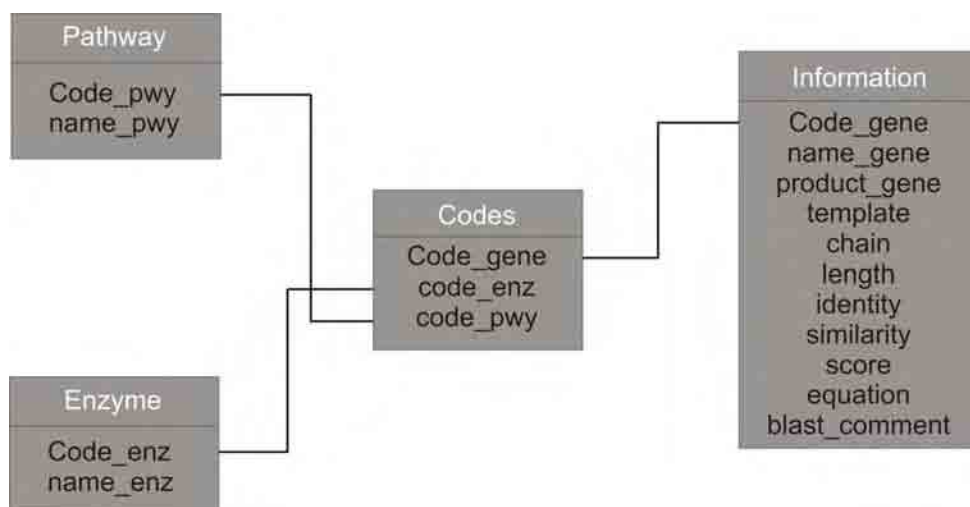 Pathway
Code_pwy
name_pwy
Codes
Code_gene
code_enz
code_pwy
Enzyme
Code_enz
name_enz
Information
Code_gene
name_gene
product_gene
template
chain
length
identity
similarity
score
equation
blast_comment